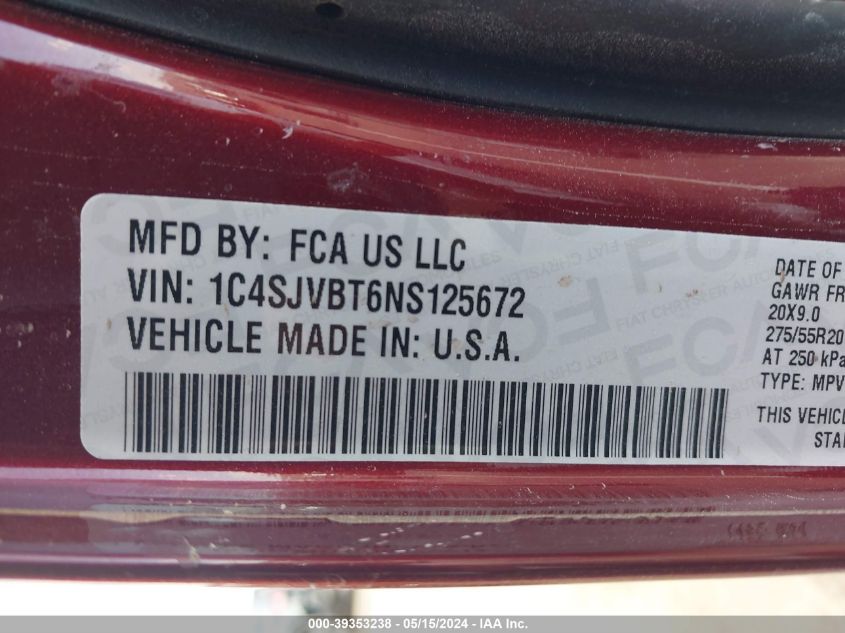 MFD BY: FCA US LLC
VIN: 1C4SJVBT6NS125672
VEHICLE MADE IN: U.S.A.
DATE OF
GAWR FR
20X9.0
275/55R20
AT 250 kPa
TYPE: MPV
THIS VEHICL
STA
000-39353238 - 05/15/2024 - IAA Inc.